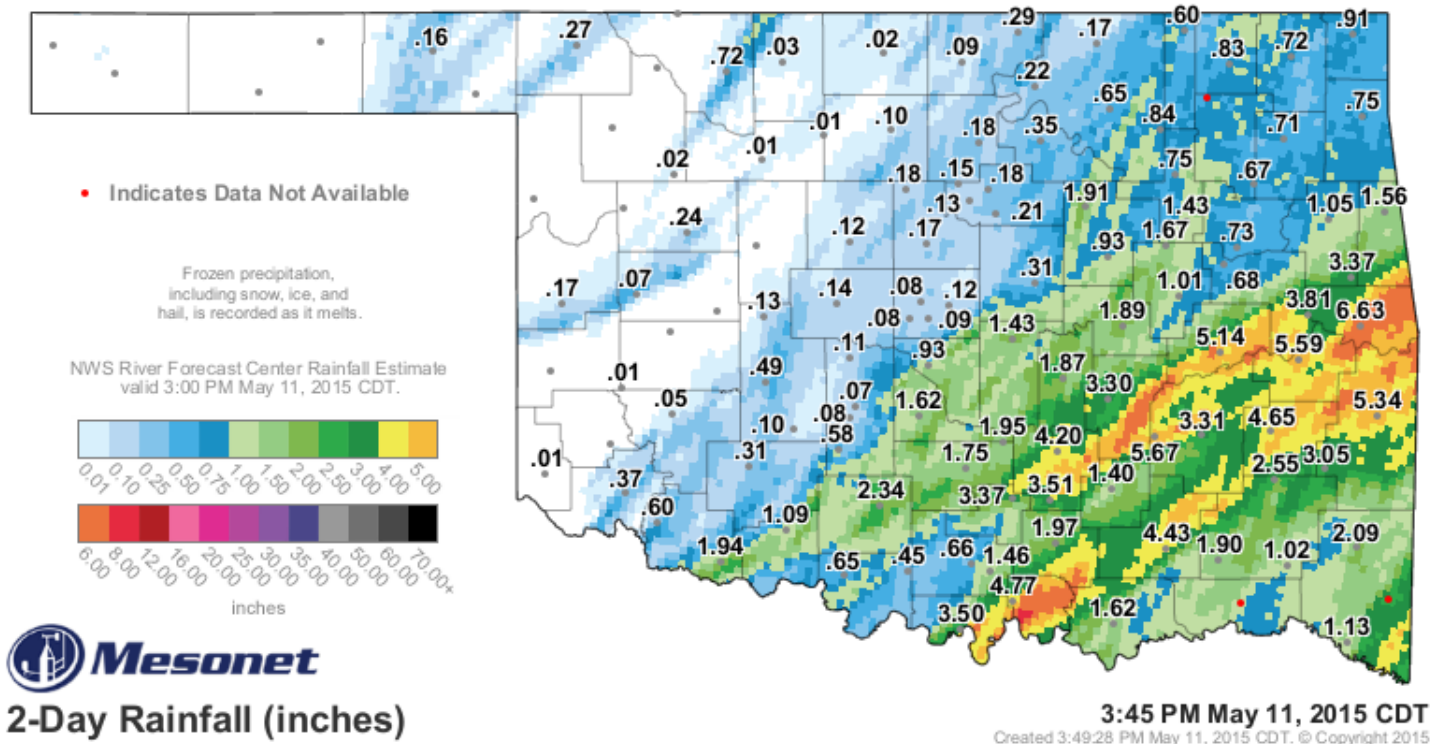 .29 .60 .91
.16 .27 .72 .03 .02 .09 .17 .83 .72
.22 .65 .84 .75
.01 .10 .18 .35 .71
.02 .01 .18 .15 .18 .75 .67
• Indicates Data Not Available
.24 .12 .13 .17 .21 1.91 1.43 1.67 .73 1.05 1.56
.93
Frozen precipitation,
including snow, ice, and
hail, is recorded as it melts.
.17 .07 .13 .14 .08 .12 .31 1.01 .68 3.37
.08 .09 1.43 1.89 3.81 6.63
.11 .93 5.14 5.59
NWS River Forecast Center Rainfall Estimate
valid 3:00 PM May 11, 2015 CDT.
.01 .49 1.87 3.30
.05 .07 1.62 5.34
.10 .08 .58 1.95 4.20 3.31 4.65
.01 .31 1.75 5.67 2.55 3.05
0.01 0.10 0.25 0.50 0.75 1.00 1.50 2.00 2.50 3.00 4.00 5.00
.37 2.34 3.37 3.51 1.40
.60 1.09 1.97 4.43 1.90 1.02 2.09
1.94 .65 .45 .66 1.46
6.00 8.00 12.00 16.00 20.00 25.00 30.00 35.00 40.00 50.00 60.00 70.00+
inches
4.77 3.50 1.62 1.13
Mesonet
2-Day Rainfall (inches)
3:45 PM May 11, 2015 CDT
Created 3:49:28 PM May 11, 2015 CDT. © Copyright 2015